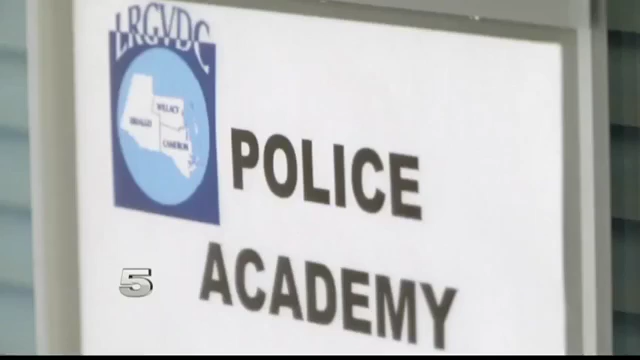 LRGVDC
WILLACY
HIDALGO
CAMERON
POLICE
ACADEMY
5